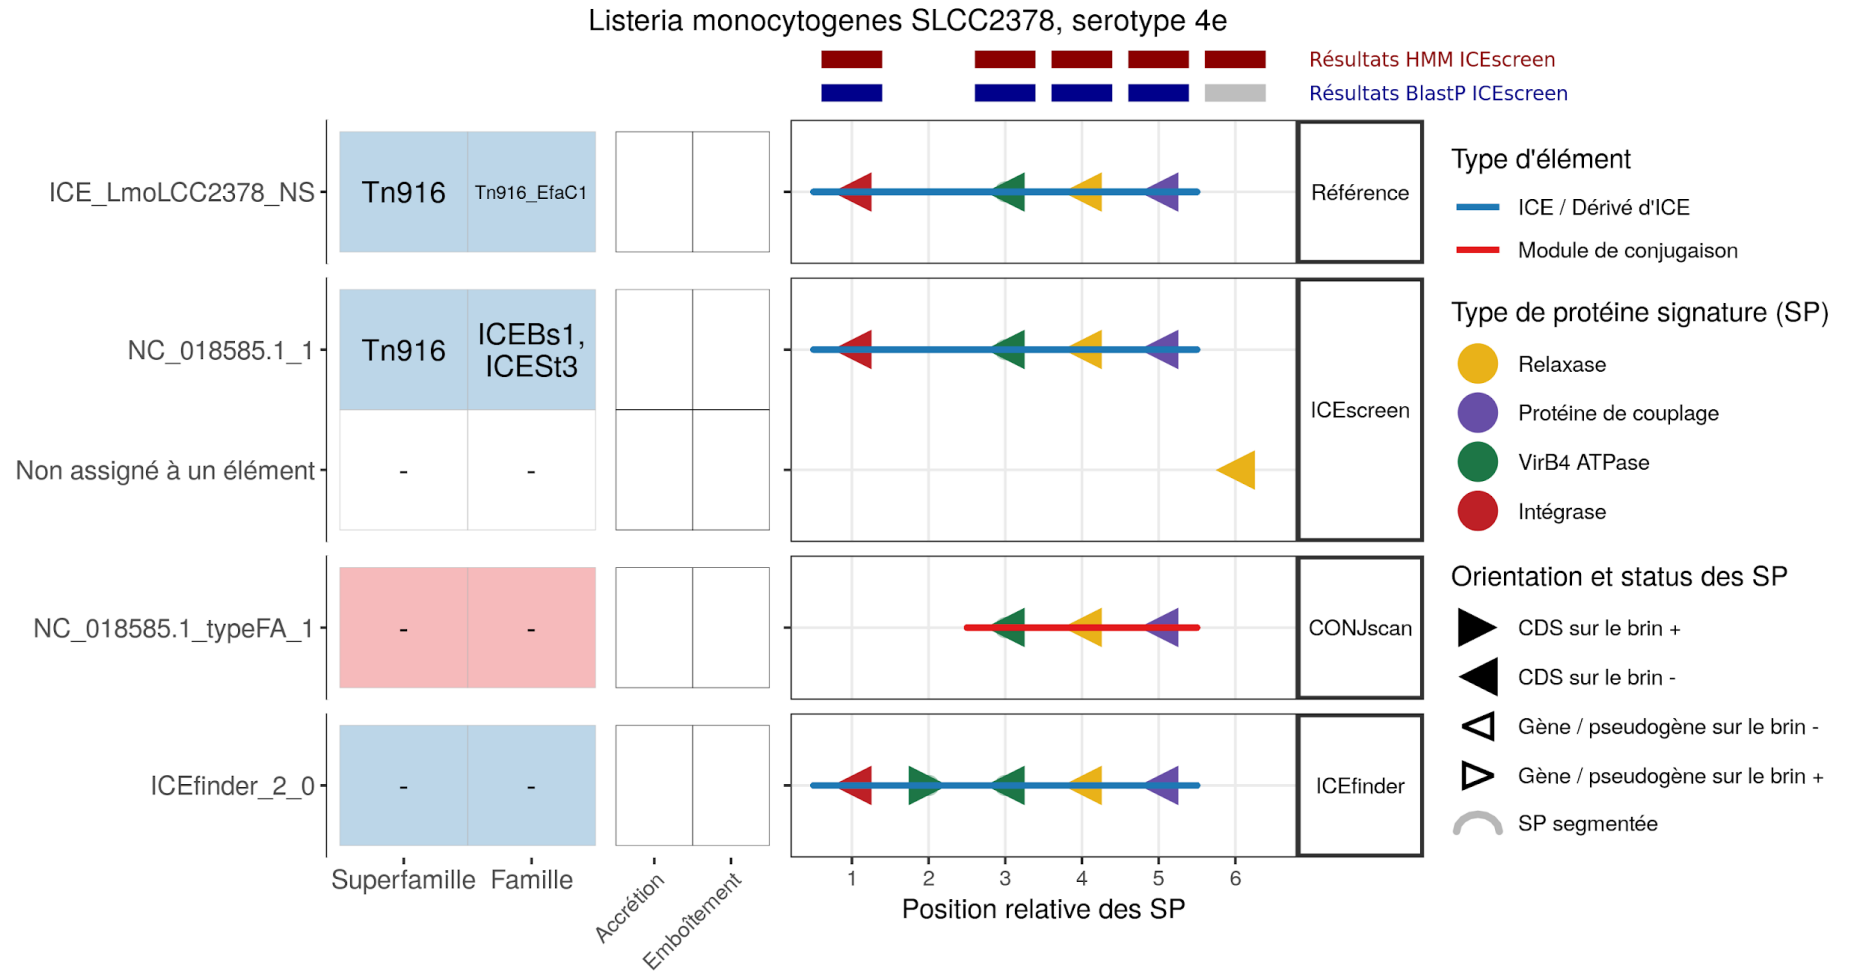 Listeria monocytogenes SLCC2378, serotype 4e
Résultats HMM ICEscreen
Résultats BlastP ICEscreen
ICE_LmoLCC2378_NS
Tn916
Tn916_EfaC1
Référence
NC_018585.1_1
Tn916
ICEBs1,
ICESt3
ICEscreen
Non assigné à un élément
-
-
NC_018585.1_typeFA_1
-
-
CONJscan
ICEfinder_2_0
-
-
ICEfinder
Superfamille
Famille
Accrétion
Emboîtement
1
2
3
4
5
6
Position relative des SP
Type d'élément
ICE / Dérivé d'ICE
Module de conjugaison
Type de protéine signature (SP)
Relaxase
Protéine de couplage
VirB4 ATPase
Intégrase
Orientation et status des SP
CDS sur le brin +
CDS sur le brin -
Gène / pseudogène sur le brin -
Gène / pseudogène sur le brin +
SP segmentée